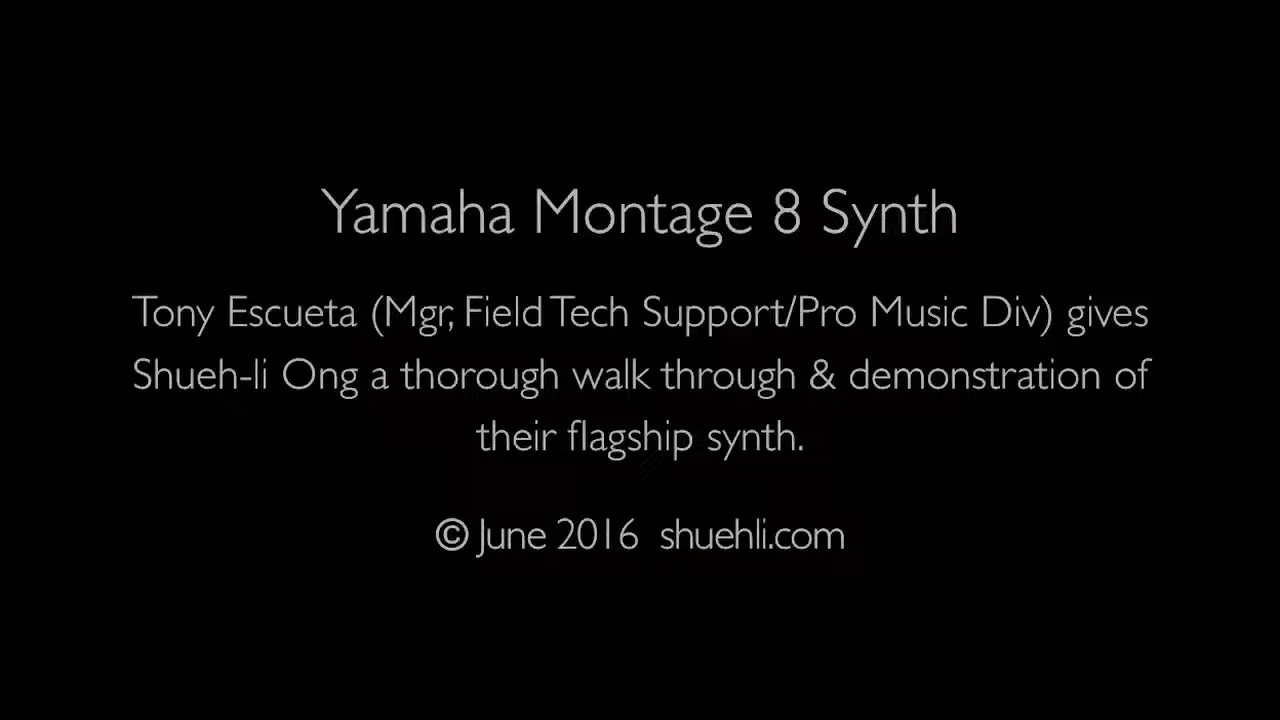 Yamaha Montage 8 Synth
Tony Escueta (Mgr, Field Tech Support/Pro Music Div) gives
Shueh-li Ong a thorough walk through & demonstration of
their flagship synth.
© June 2016 shuehli.com